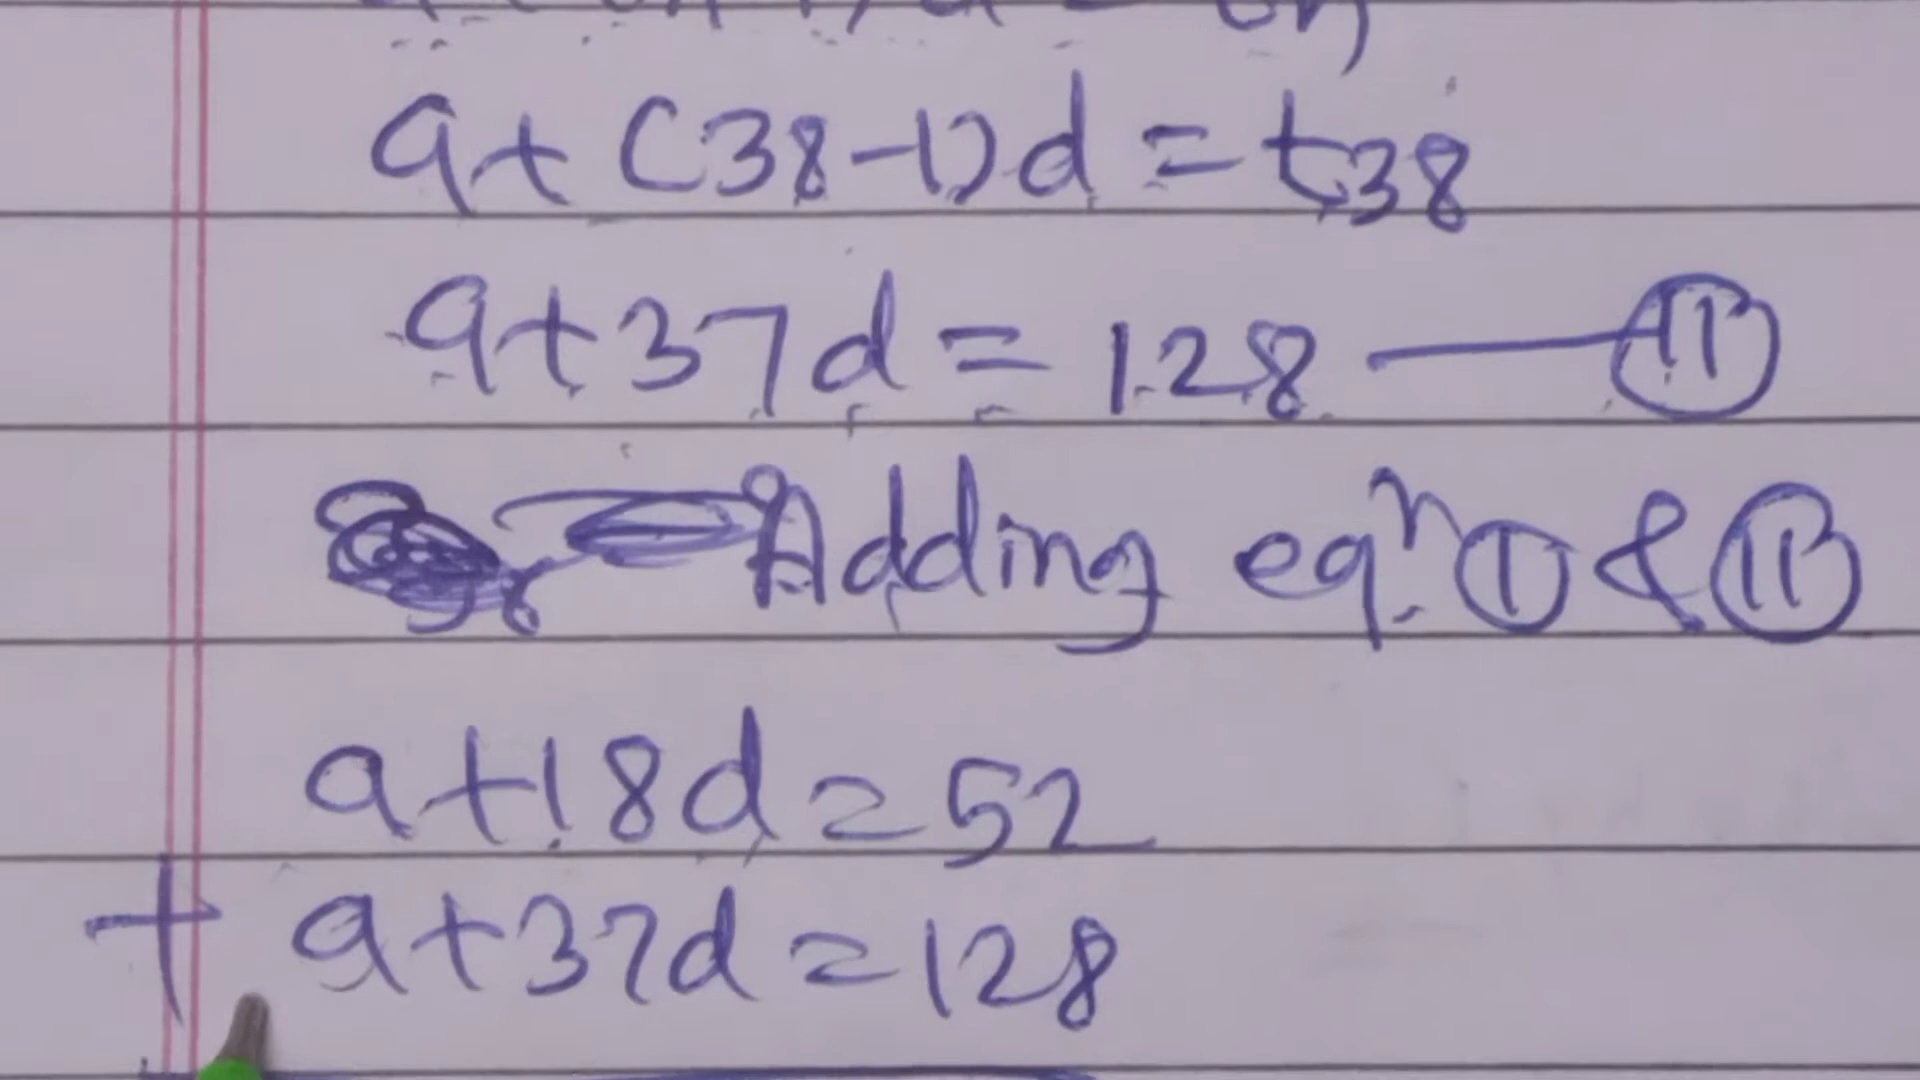 a+(38-1)d=t38
a+37d=128 — II
Adding eqn I & II
a+18d=52
+ a+37d=128